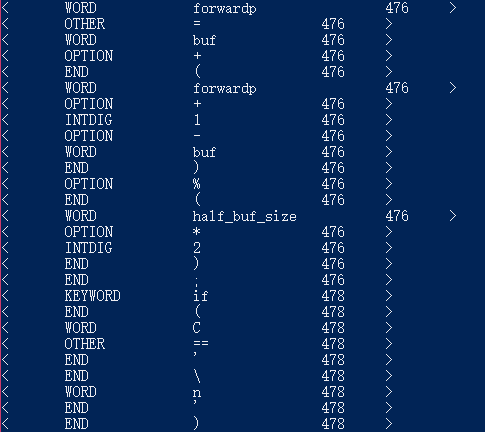 < WORD forwardp 476 >
< OTHER = 476 >
< WORD buf 476 >
< OPTION + 476 >
< END ( 476 >
< WORD forwardp 476 >
< OPTION + 476 >
< INTDIG 1 476 >
< OPTION - 476 >
< WORD buf 476 >
< END ) 476 >
< OPTION % 476 >
< END ( 476 >
< WORD half_buf_size 476 >
< OPTION * 476 >
< INTDIG 2 476 >
< END ) 476 >
< END ; 476 >
< KEYWORD if 478 >
< END ( 478 >
< WORD C 478 >
< OTHER == 478 >
< END ' 478 >
< END \ 478 >
< WORD n 478 >
< END ' 478 >
< END ) 478 >